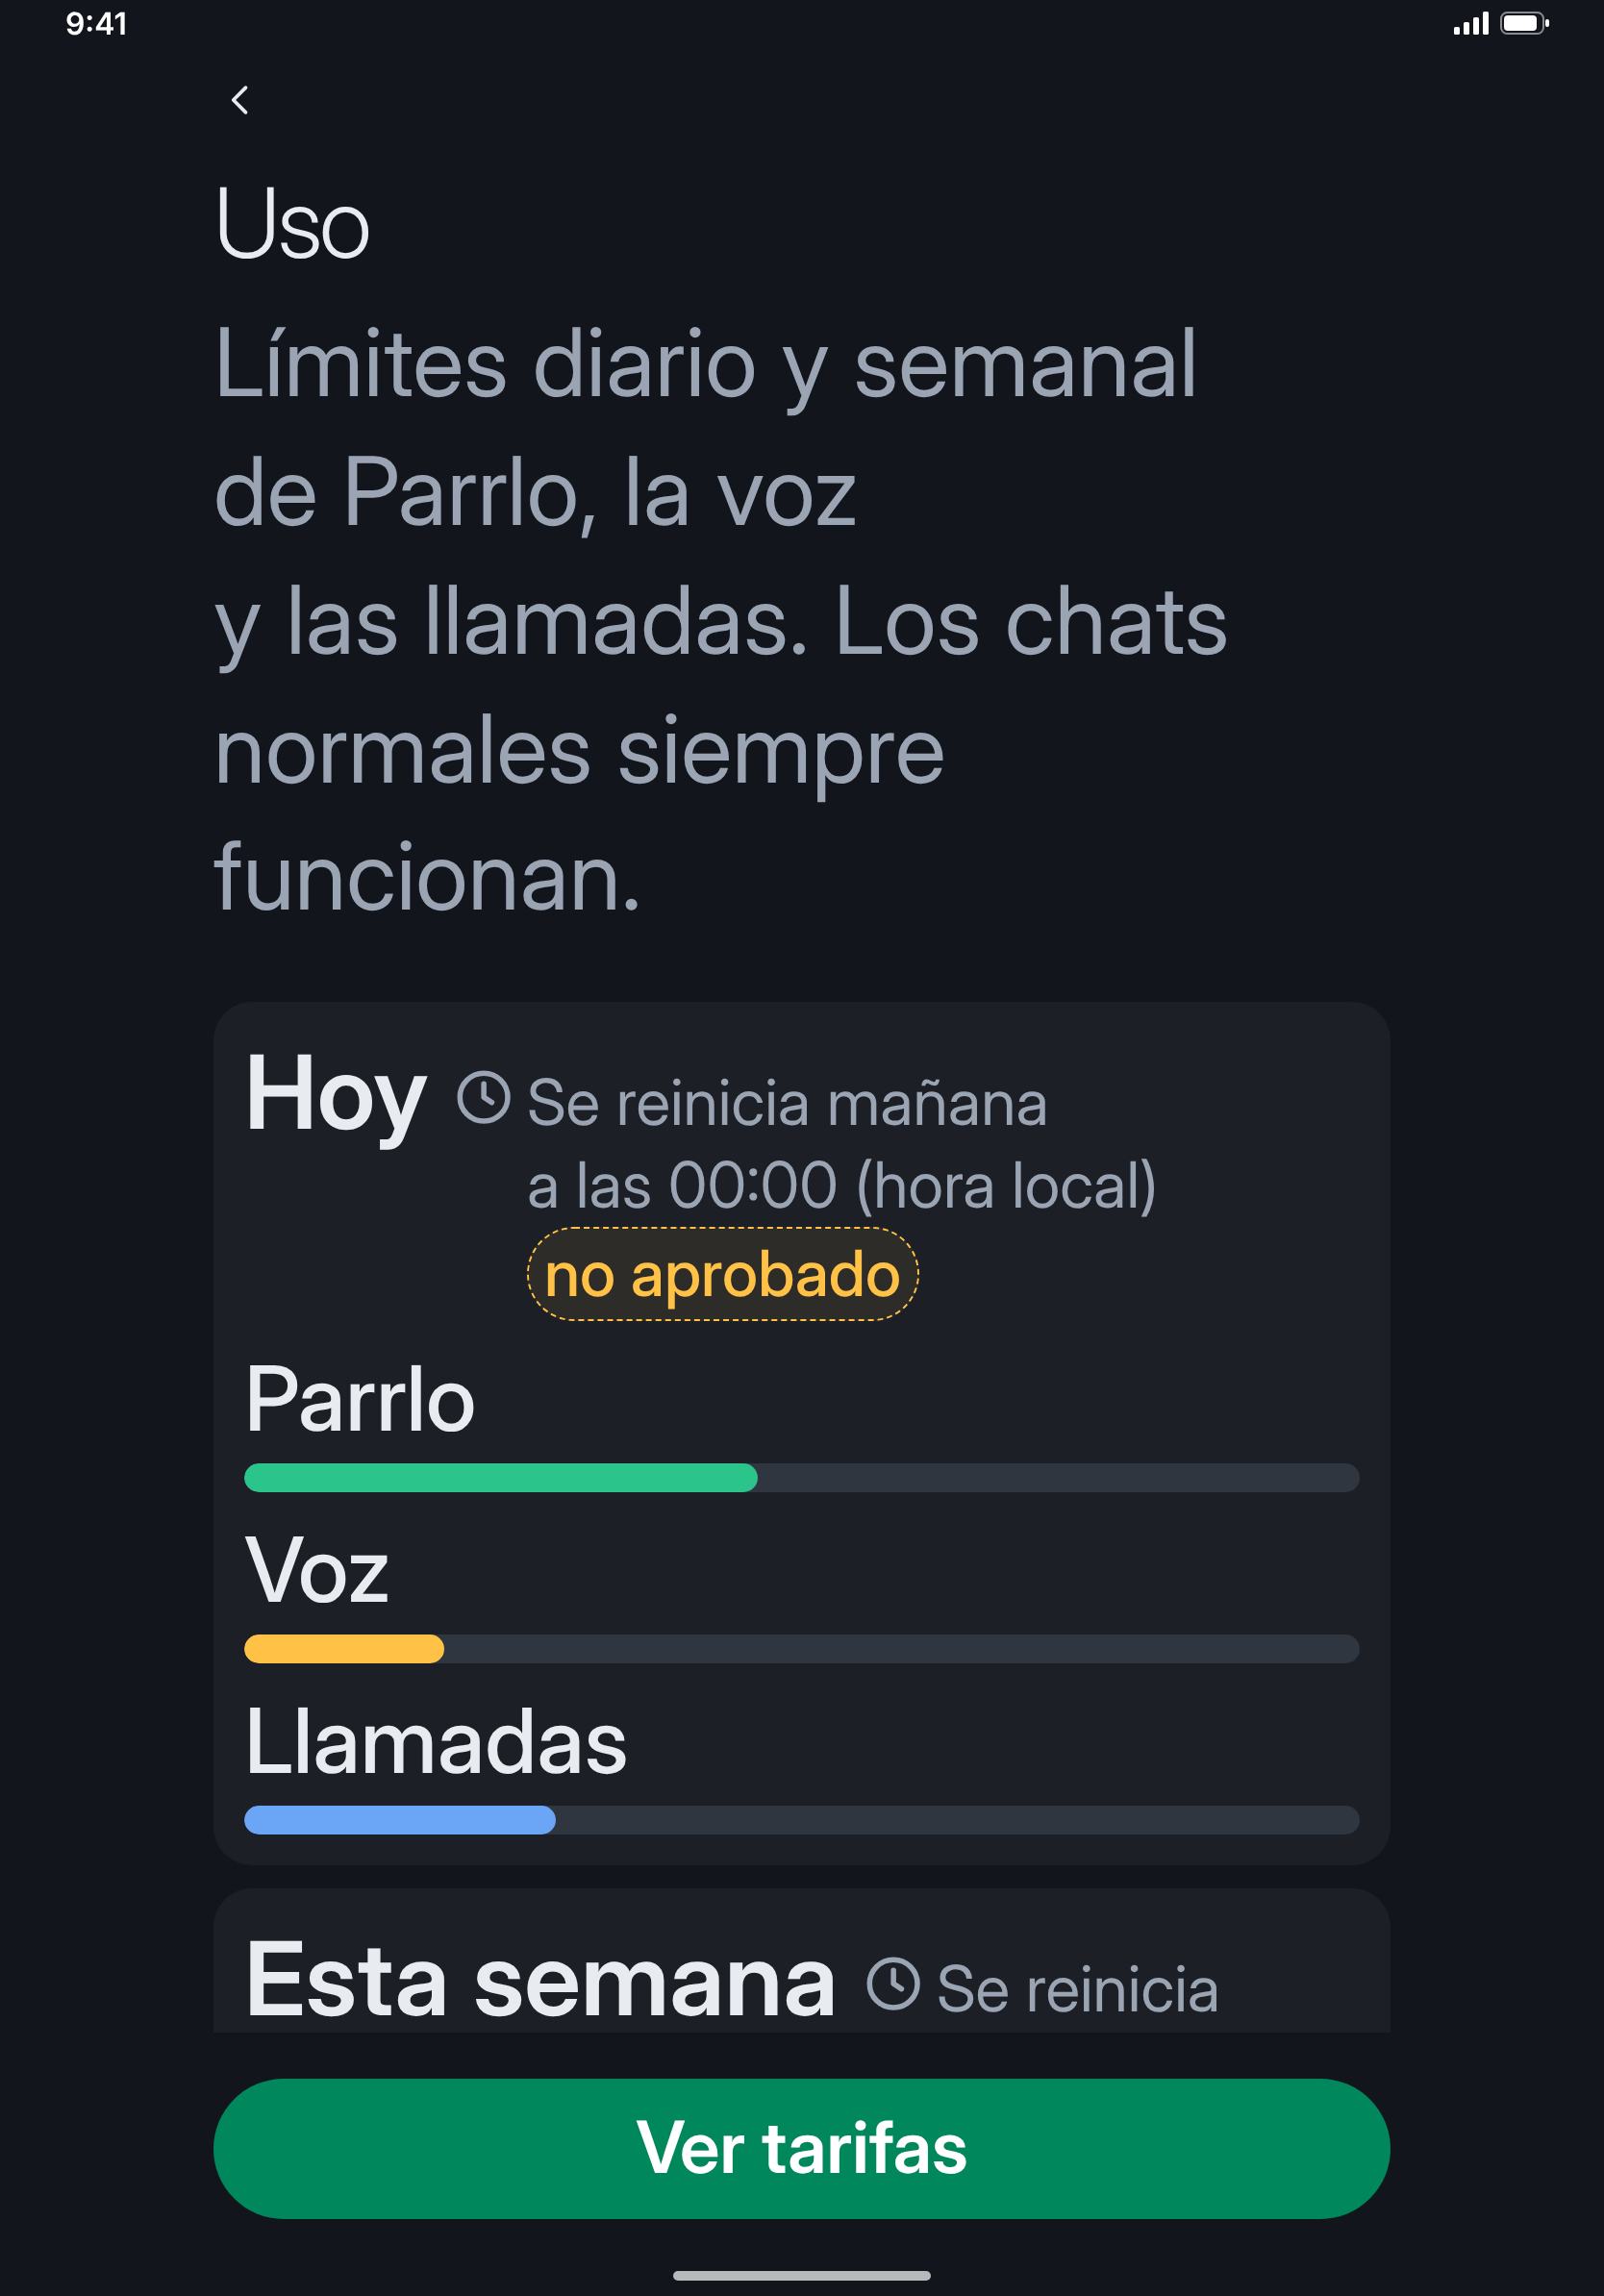 9:41
Uso
Límites diario y semanal
de Parrlo, la voz
y las llamadas. Los chats
normales siempre
funcionan.
Hoy
Se reinicia mañana
a las 00:00 (hora local)
no aprobado
Parrlo
Voz
Llamadas
Esta semana
Se reinicia
Ver tarifas